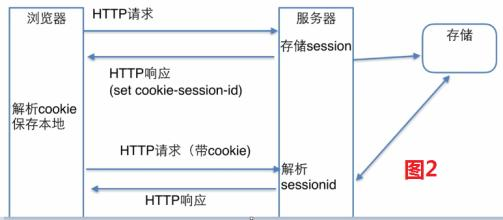 浏览器
HTTP请求
服务器
存储session
存储
HTTP响应
(set cookie-session-id)
解析cookie
保存本地
HTTP请求（带cookie)
解析
sessionid
HTTP响应
图2